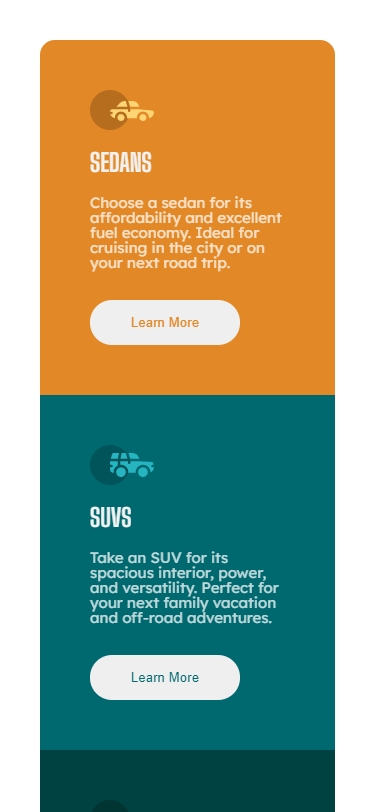 SEDANS
Choose a sedan for its
affordability and excellent
fuel economy. Ideal for
cruising in the city or on
your next road trip.
Learn More
SUVS
Take an SUV for its
spacious interior, power,
and versatility. Perfect for
your next family vacation
and off-road adventures.
Learn More